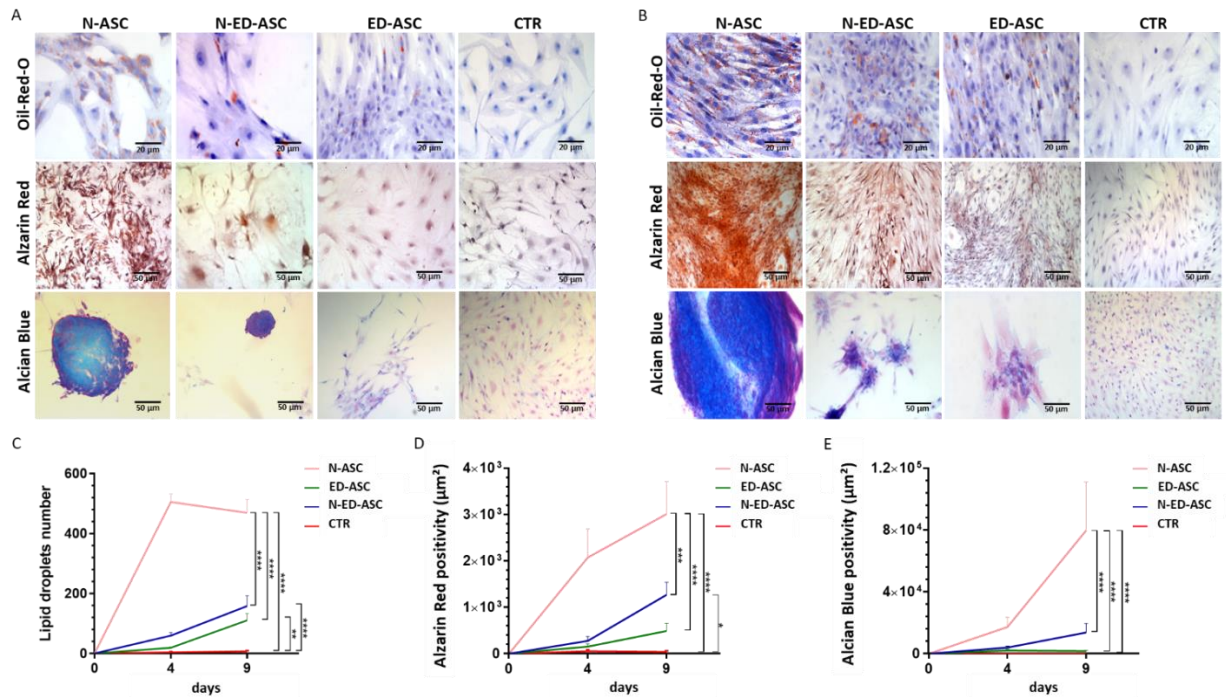 A
N-ASC N-ED-ASC ED-ASC CTR
Oil-Red-O
20 µm 20 µm 20 µm 20 µm
Alzarin Red
50 µm 50 µm 50 µm 50 µm
Alcian Blue
50 µm 50 µm 50 µm 50 µm
B
N-ASC N-ED-ASC ED-ASC CTR
Oil-Red-O
20 µm 20 µm 20 µm 20 µm
Alzarin Red
50 µm 50 µm 50 µm 50 µm
Alcian Blue
50 µm 50 µm 50 µm 50 µm
C
Lipid droplets number
600
400
200
0
0 4 9
days
N-ASC
ED-ASC
N-ED-ASC
CTR
****
****
****
**
****
D
Alzarin Red positivity (µm²)
4×10³
3×10³
2×10³
1×10³
0
0 4 9
days
N-ASC
ED-ASC
N-ED-ASC
CTR
***
****
****
*
E
Alcian Blue positivity (µm²)
1.2×10⁵
8×10⁴
4×10⁴
0
0 4 9
days
N-ASC
ED-ASC
N-ED-ASC
CTR
****
****
****